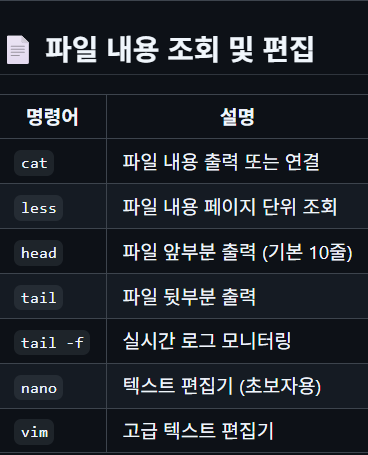 📄 파일 내용 조회 및 편집
명령어 설명
cat 파일 내용 출력 또는 연결
less 파일 내용 페이지 단위 조회
head 파일 앞부분 출력 (기본 10줄)
tail 파일 뒷부분 출력
tail -f 실시간 로그 모니터링
nano 텍스트 편집기 (초보자용)
vim 고급 텍스트 편집기